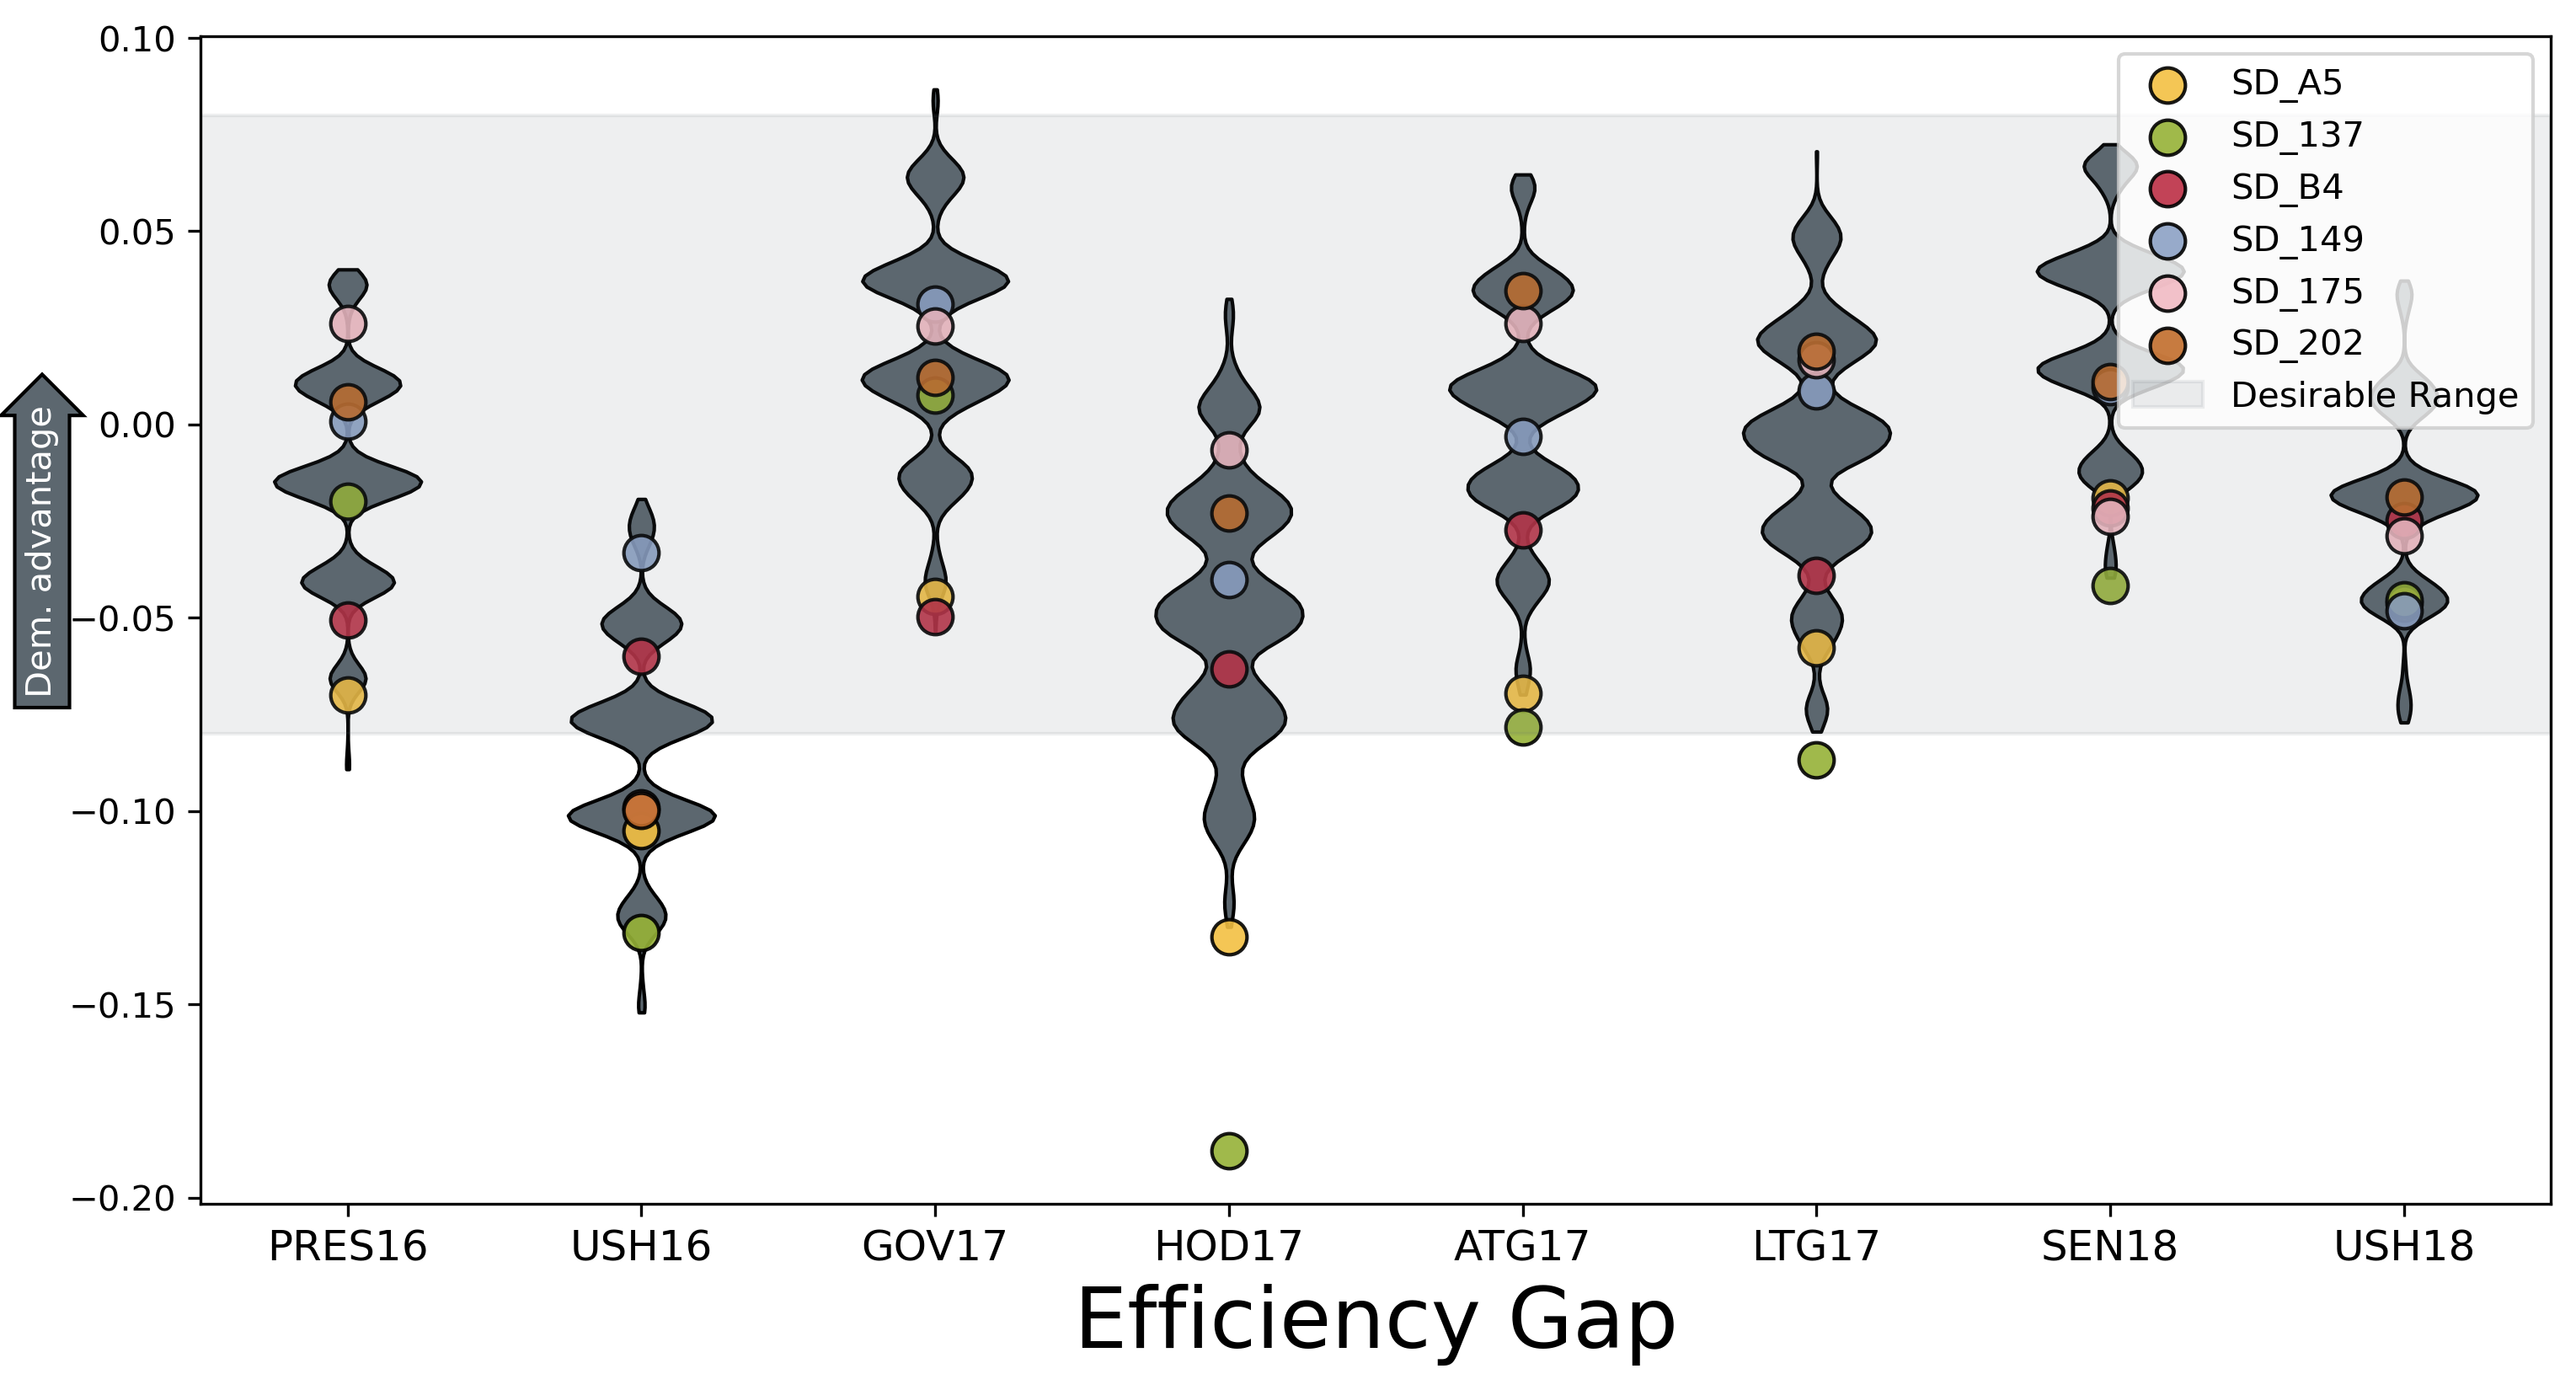 0.10
0.05
0.00
−0.05
−0.10
−0.15
−0.20
Dem. advantage
SD_A5
SD_137
SD_B4
SD_149
SD_175
SD_202
Desirable Range
PRES16 USH16 GOV17 HOD17 ATG17 LTG17 SEN18 USH18
Efficiency Gap